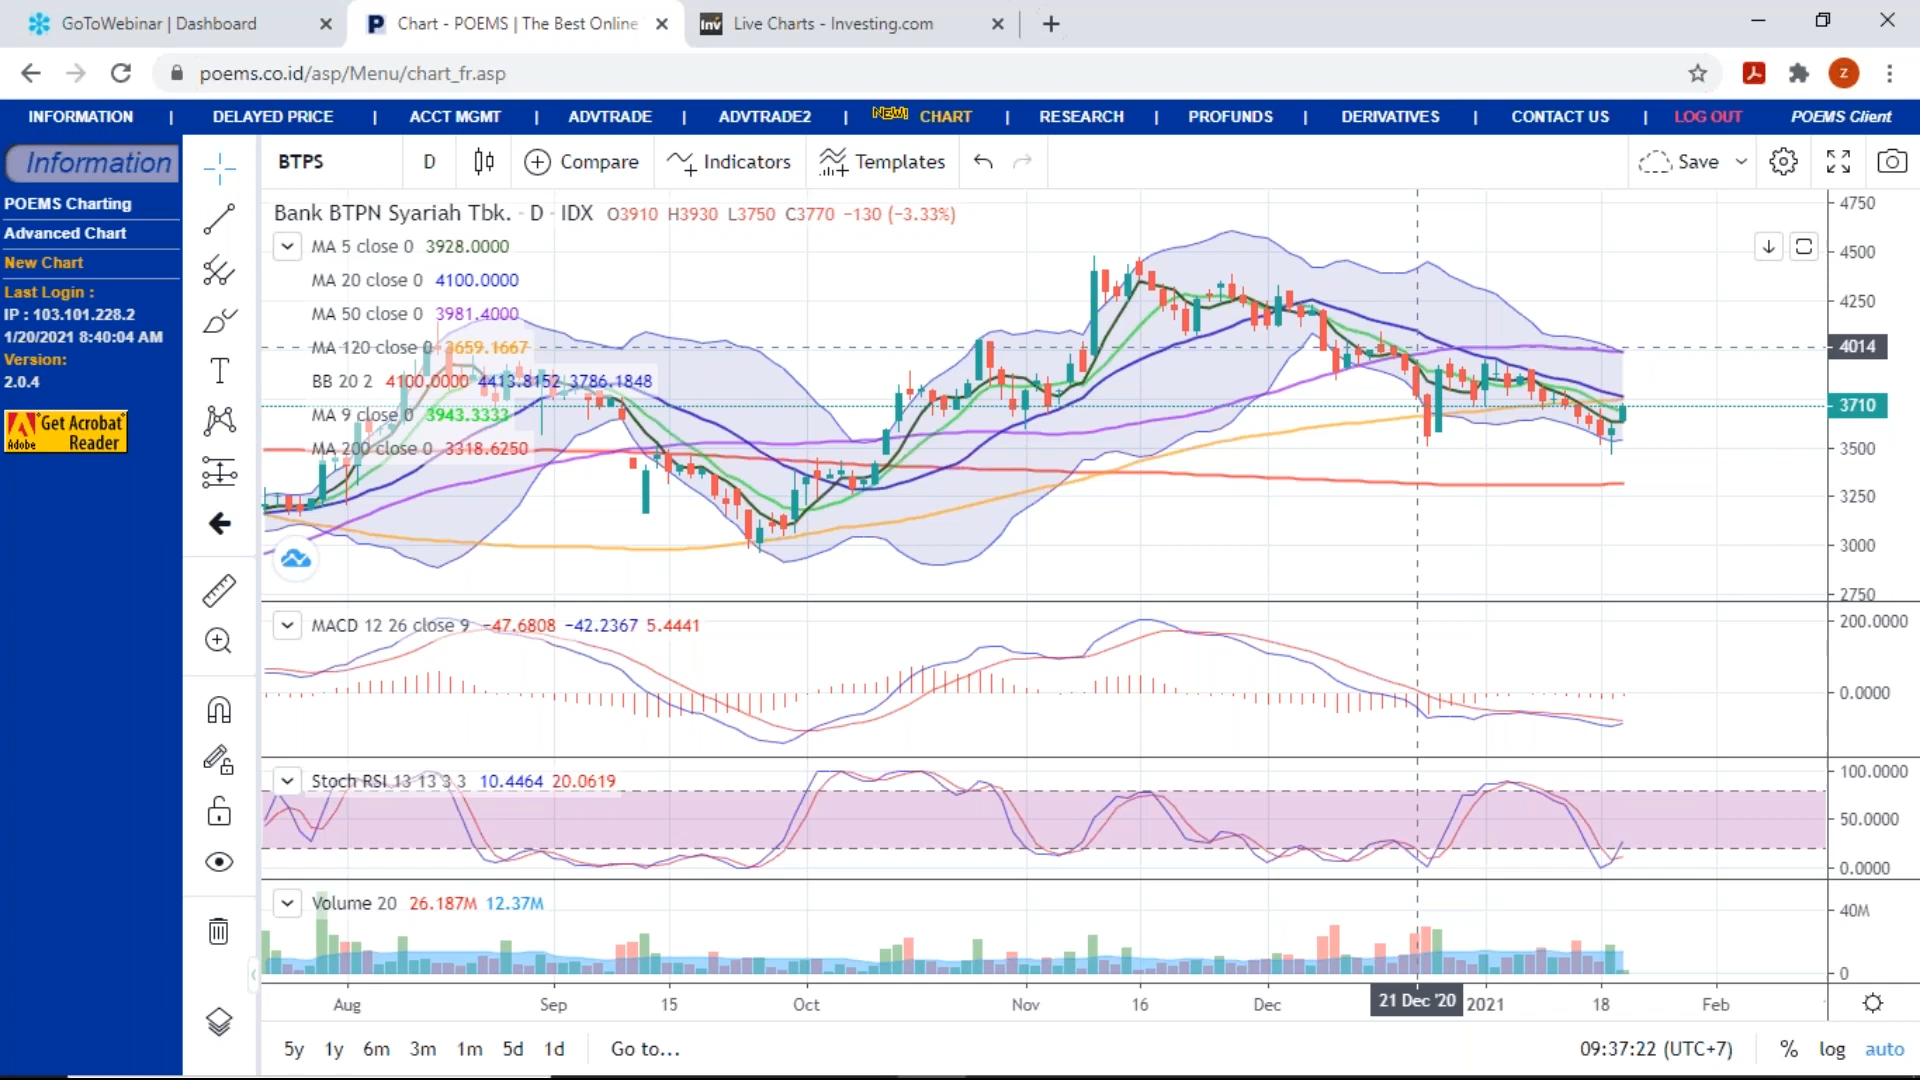 GoToWebinar | Dashboard
Chart - POEMS | The Best Online
Live Charts - Investing.com
poems.co.id/asp/Menu/chart_fr.asp
Z
INFORMATION | DELAYED PRICE | ACCT MGMT | ADVTRADE | ADVTRADE2 | NEW! CHART | RESEARCH | PROFUNDS | DERIVATIVES | CONTACT US | LOG OUT POEMS Client
Information
POEMS Charting
Advanced Chart
New Chart
Last Login :
IP : 103.101.228.2
1/20/2021 8:40:04 AM
Version:
2.0.4
Get Acrobat
Adobe Reader
BTPS D Compare Indicators Templates Save
Bank BTPN Syariah Tbk. · D · IDX O3910 H3930 L3750 C3770 −130 (−3.33%)
MA 5 close 0 3928.0000
MA 20 close 0 4100.0000
MA 50 close 0 3981.4000
MA 120 close 0 3659.1667
BB 20 2 4100.0000 4413.8152 3786.1848
MA 9 close 0 3943.3333
MA 200 close 0 3318.6250
4750
4500
4250
4014
3710
3500
3250
3000
2750
MACD 12 26 close 9 −47.6808 −42.2367 5.4441
200.0000
0.0000
Stoch RSI 13 13 3 3 10.4464 20.0619
100.0000
50.0000
0.0000
Volume 20 26.187M 12.37M
40M
0
Aug Sep 15 Oct Nov 16 Dec 21 Dec '20 2021 18 Feb
5y 1y 6m 3m 1m 5d 1d Go to... 09:37:22 (UTC+7) % log auto